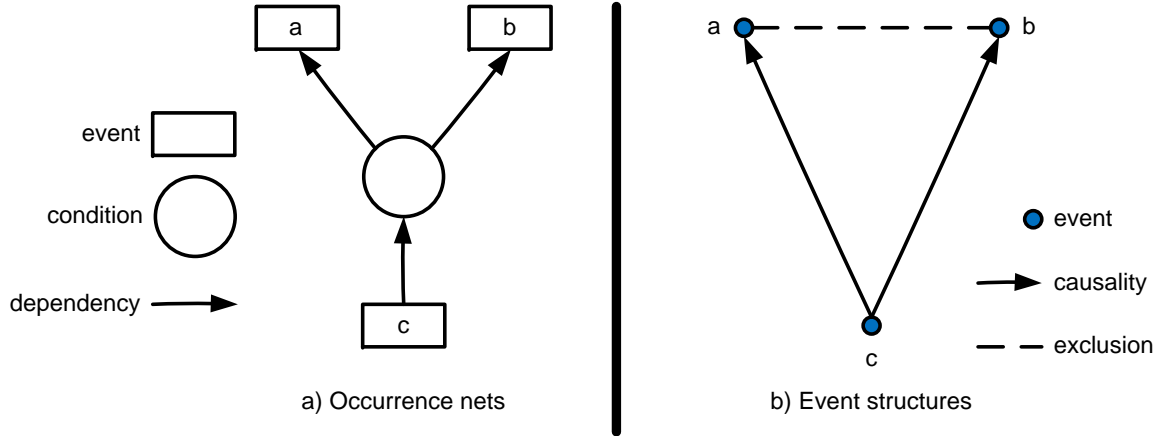 a
b
event
condition
dependency
c
a) Occurrence nets
a
b
event
causality
exclusion
c
b) Event structures